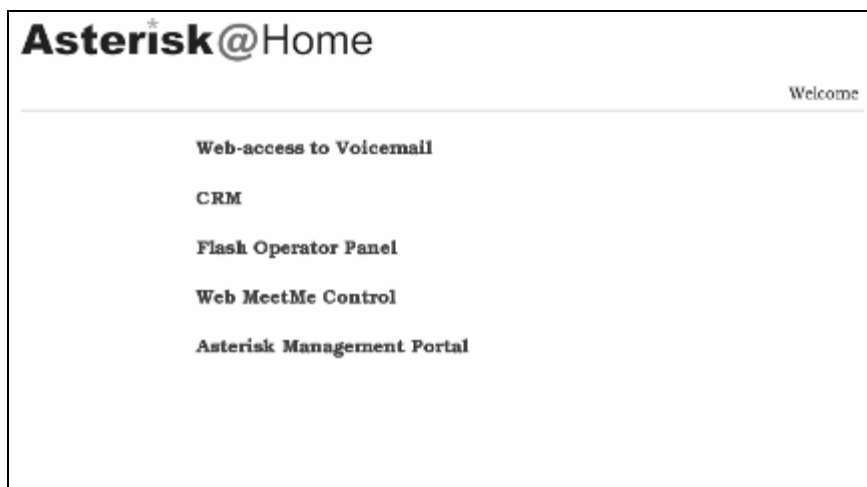 Asterisk@Home
Welcome
Web-access to Voicemail
CRM
Flash Operator Panel
Web MeetMe Control
Asterisk Management Portal